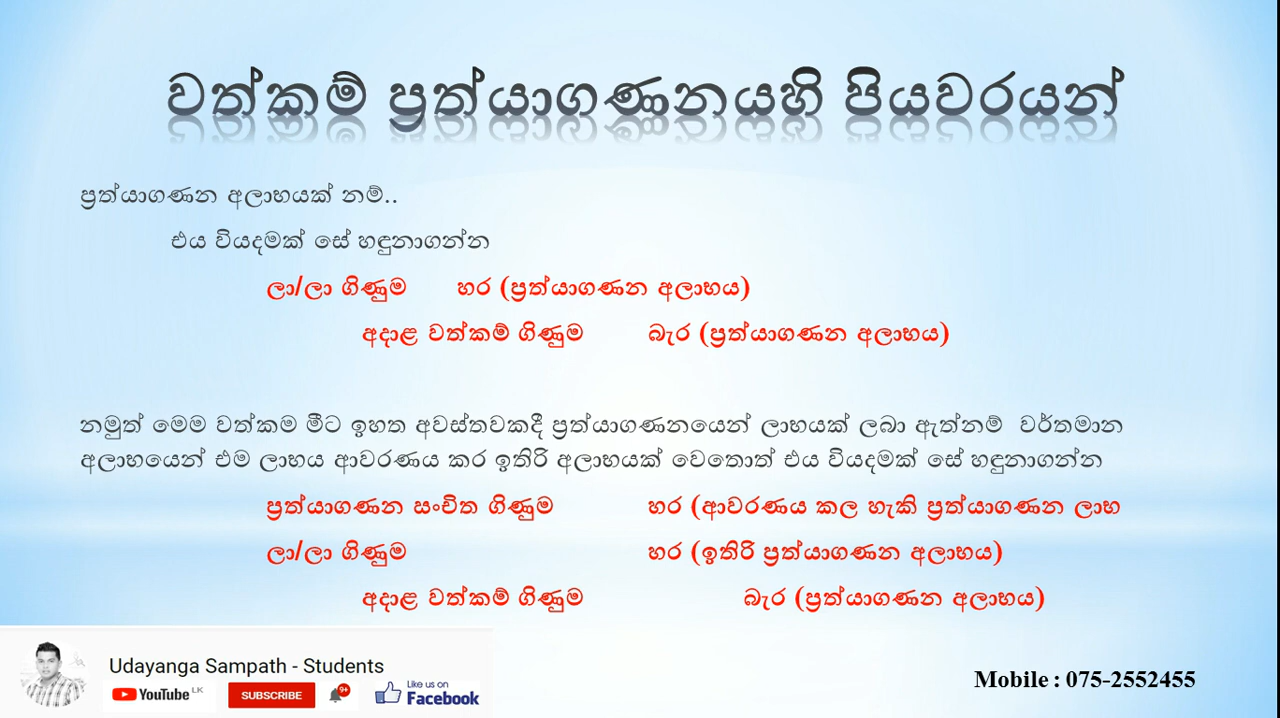 වත්කම් ප්‍රත්යාගණනයහි පියවරයන්
ප්‍රත්යාගණන අලාභයක් නම්..
එය වියදමක් සේ හඳුනාගන්න
ලා/ලා ගිණුම හර (ප්‍රත්යාගණන අලාභය)
අදාළ වත්කම් ගිණුම බැර (ප්‍රත්යාගණන අලාභය)
නමුත් මෙම වත්කම මීට ඉහත අවස්තවකදී ප්‍රත්යාගණනයෙන් ලාභයක් ලබා ඇත්නම් වර්තමාන
අලාභයෙන් එම ලාභය ආවරණය කර ඉතිරි අලාභයක් වෙතොත් එය වියදමක් සේ හඳුනාගන්න
ප්‍රත්යාගණන සංචිත ගිණුම හර (ආවරණය කල හැකි ප්‍රත්යාගණන ලාභ
ලා/ලා ගිණුම හර (ඉතිරි ප්‍රත්යාගණන අලාභය)
අදාළ වත්කම් ගිණුම බැර (ප්‍රත්යාගණන අලාභය)
Udayanga Sampath - Students
YouTube LK SUBSCRIBE 9+ Like us on Facebook
Mobile : 075-2552455